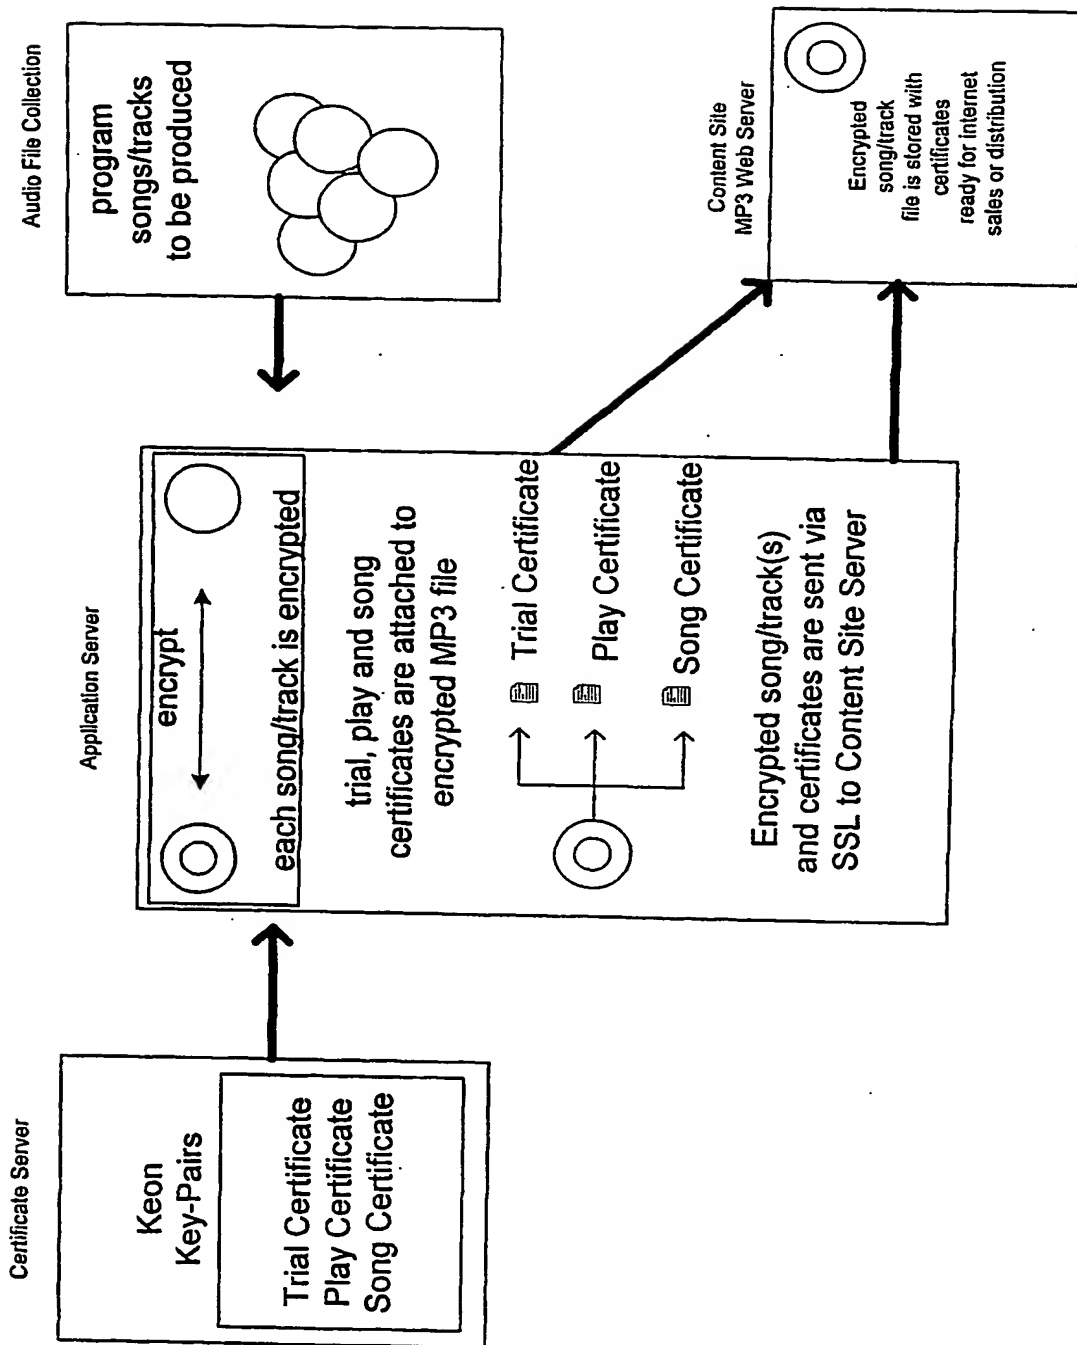 Certificate Server
Keon
Key-Pairs
Trial Certificate
Play Certificate
Song Certificate
Application Server
encrypt
each song/track is encrypted
trial, play and song
certificates are attached to
encrypted MP3 file
Trial Certificate
Play Certificate
Song Certificate
Encrypted song/track(s)
and certificates are sent via
SSL to Content Site Server
Audio File Collection
program
songs/tracks
to be produced
Content Site
MP3 Web Server
Encrypted
song/track
file is stored with
certificates
ready for internet
sales or distribution